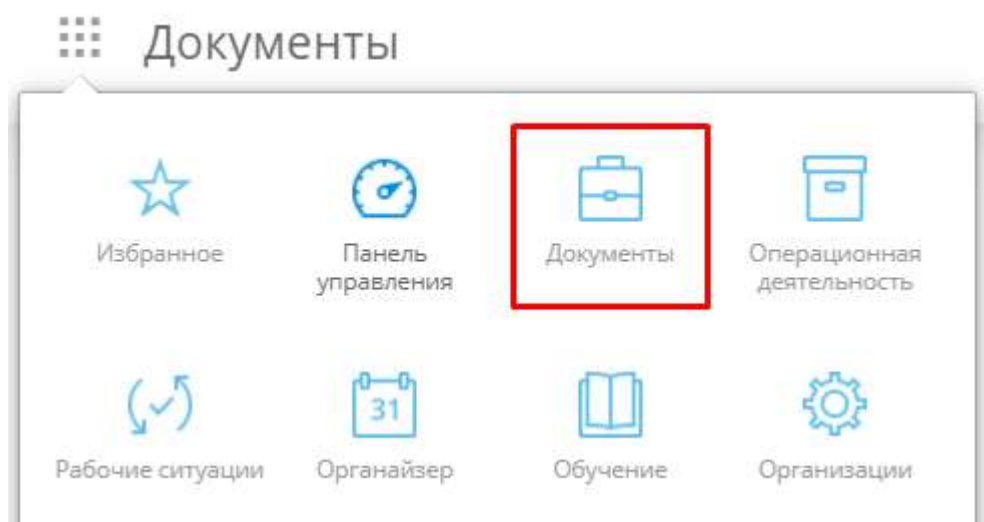 Документы
Избранное
Панель
управления
Документы
Операционная
деятельность
31
Рабочие ситуации
Органайзер
Обучение
Организации